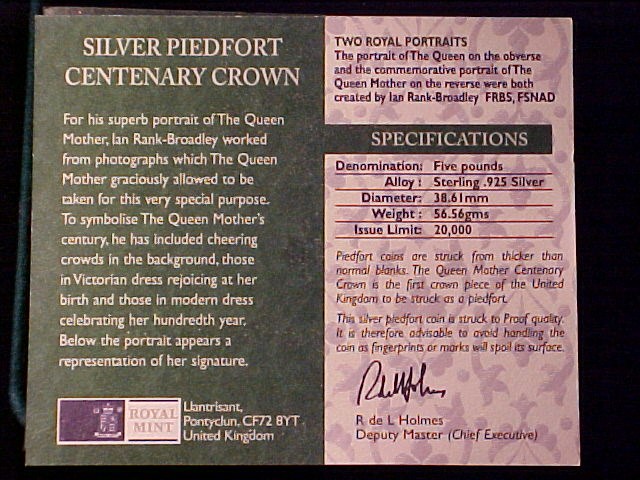 SILVER PIEDFORT
CENTENARY CROWN
For his superb portrait of The Queen
Mother, Ian Rank-Broadley worked
from photographs which The Queen
Mother graciously allowed to be
taken for this very special purpose.
To symbolise The Queen Mother's
century, he has included cheering
crowds in the background, those
in Victorian dress rejoicing at her
birth and those in modern dress
celebrating her hundredth year.
Below the portrait appears a
representation of her signature.
ROYAL
MINT
Llantrisant,
Pontyclun, CF72 8YT
United Kingdom
TWO ROYAL PORTRAITS
The portrait of The Queen on the obverse
and the commemorative portrait of The
Queen Mother on the reverse were both
created by Ian Rank-Broadley FRBS, FSNAD
SPECIFICATIONS
Denomination: Five pounds
Alloy: Sterling .925 Silver
Diameter: 38.61mm
Weight: 56.56gms
Issue Limit: 20,000
Piedfort coins are struck from thicker than
normal blanks. The Queen Mother Centenary
Crown is the first crown piece of the United
Kingdom to be struck as a piedfort.
This silver piedfort coin is struck to Proof quality.
It is therefore advisable to avoid handling the
coin as fingerprints or marks will spoil its surface.
R de L Holmes
Deputy Master (Chief Executive)